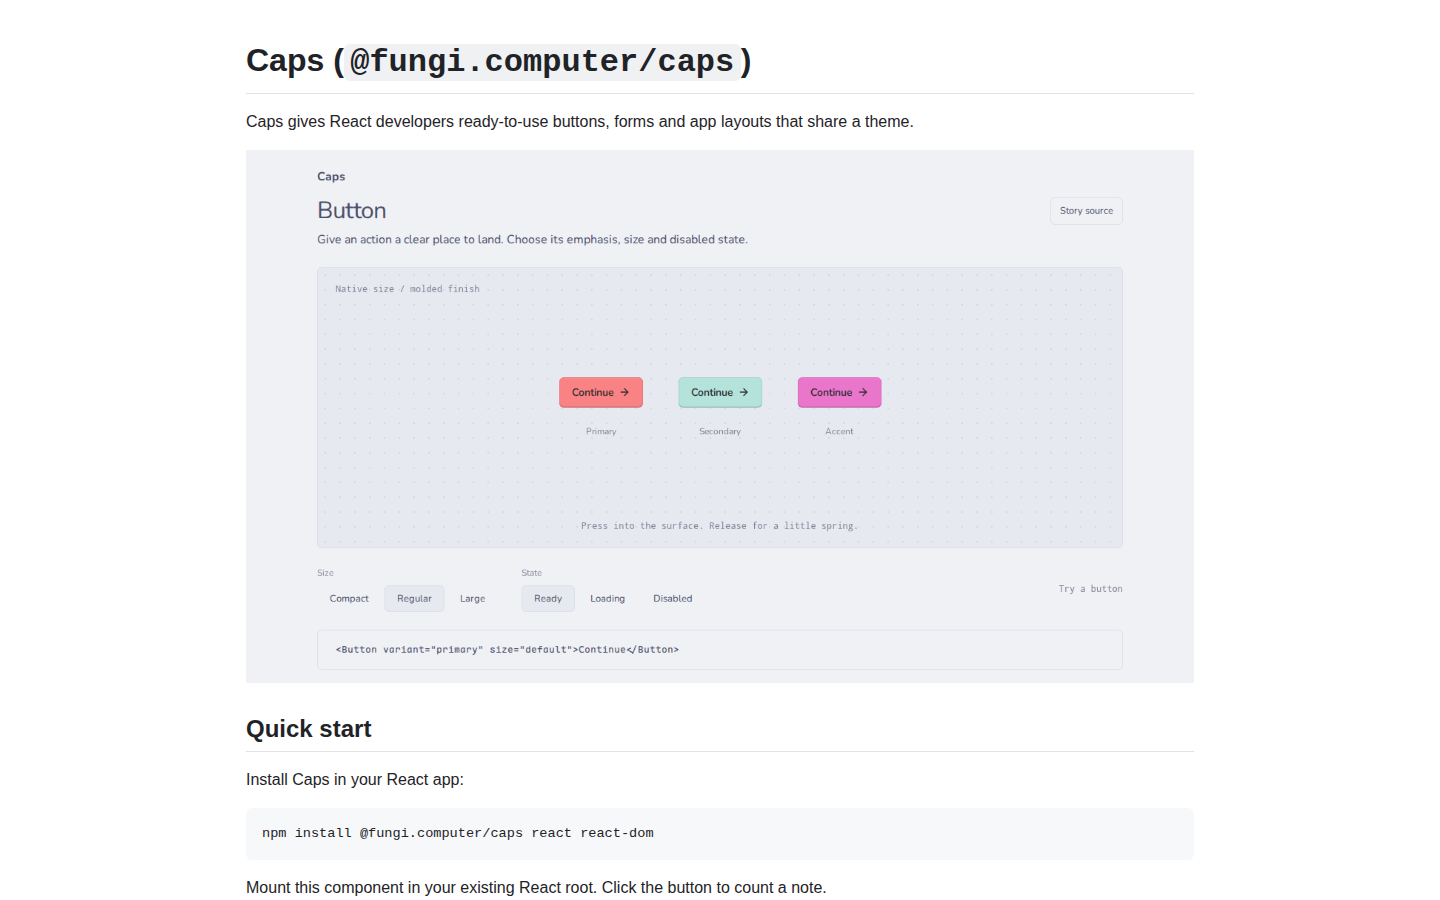 Caps (@fungi.computer/caps)
Caps gives React developers ready-to-use buttons, forms and app layouts that share a theme.
Caps
Button
Story source
Give an action a clear place to land. Choose its emphasis, size and disabled state.
Native size / molded finish
Continue →
Continue →
Continue →
Primary
Secondary
Accent
Press into the surface. Release for a little spring.
Size
State
Compact
Regular
Large
Ready
Loading
Disabled
Try a button
<Button variant="primary" size="default">Continue</Button>
Quick start
Install Caps in your React app:
npm install @fungi.computer/caps react react-dom
Mount this component in your existing React root. Click the button to count a note.